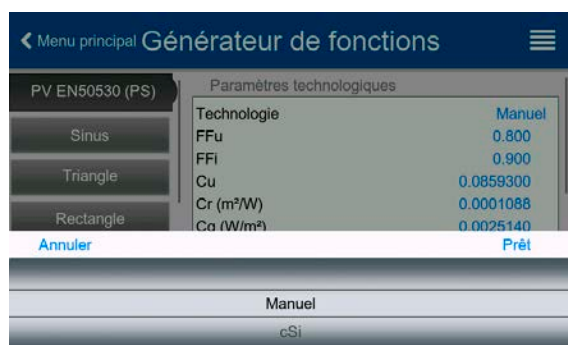 Menu principal Générateur de fonctions
PV EN50530 (PS)
Sinus
Triangle
Rectangle
Paramètres technologiques
Technologie Manuel
FFu 0.800
FFi 0.900
Cu 0.0859300
Cr (m²/W) 0.0001088
Cg (W/m²) 0.0025140
Annuler Prêt
Manuel
cSi